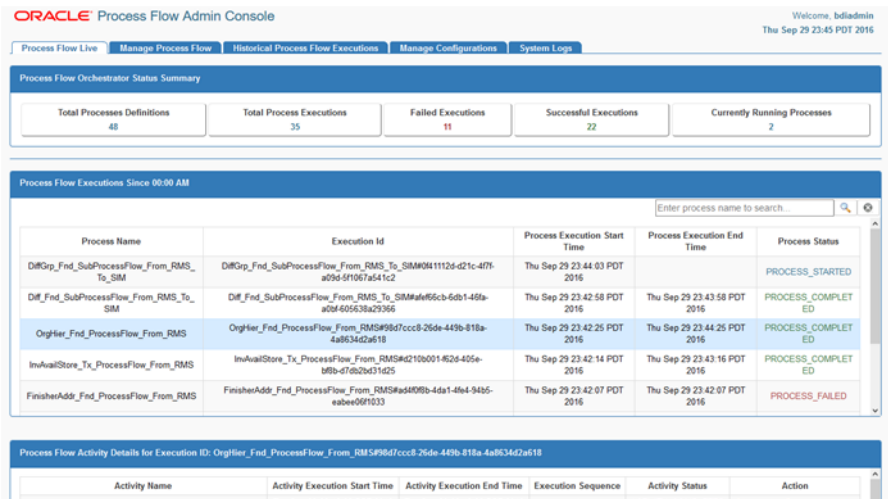 ORACLE Process Flow Admin Console
Welcome, bdiadmin
Thu Sep 29 23:45 PDT 2016
Process Flow Live Manage Process Flow Historical Process Flow Executions Manage Configurations System Logs
Process Flow Orchestrator Status Summary
Total Processes Definitions Total Process Executions Failed Executions Successful Executions Currently Running Processes
48 35 11 22 2
Process Flow Executions Since 00:00 AM
Enter process name to search...
Process Name Execution Id Process Execution Start Time Process Execution End Time Process Status
DiffGrp_Fnd_SubProcessFlow_From_RMS_To_SIM DiffGrp_Fnd_SubProcessFlow_From_RMS_To_SIM#0f41112d-d21c-4f7f-a09d-5f1067a541c2 Thu Sep 29 23:44:03 PDT 2016 PROCESS_STARTED
Diff_Fnd_SubProcessFlow_From_RMS_To_SIM Diff_Fnd_SubProcessFlow_From_RMS_To_SIM#afef66cb-6db1-46fa-a0bf-605638a29366 Thu Sep 29 23:42:58 PDT 2016 Thu Sep 29 23:43:58 PDT 2016 PROCESS_COMPLETED
OrgHier_Fnd_ProcessFlow_From_RMS OrgHier_Fnd_ProcessFlow_From_RMS#98d7ccc8-26de-449b-818a-4a8634d2a618 Thu Sep 29 23:42:25 PDT 2016 Thu Sep 29 23:44:25 PDT 2016 PROCESS_COMPLETED
InvAvailStore_Tx_ProcessFlow_From_RMS InvAvailStore_Tx_ProcessFlow_From_RMS#d210b001-f62d-405e-bf8b-d7db2bd31d25 Thu Sep 29 23:42:14 PDT 2016 Thu Sep 29 23:43:16 PDT 2016 PROCESS_COMPLETED
FinisherAddr_Fnd_ProcessFlow_From_RMS FinisherAddr_Fnd_ProcessFlow_From_RMS#ad4f0f8b-4da1-4fe4-94b5-eabee06f1033 Thu Sep 29 23:42:07 PDT 2016 Thu Sep 29 23:42:07 PDT 2016 PROCESS_FAILED
Process Flow Activity Details for Execution ID: OrgHier_Fnd_ProcessFlow_From_RMS#98d7ccc8-26de-449b-818a-4a8634d2a618
Activity Name Activity Execution Start Time Activity Execution End Time Execution Sequence Activity Status Action